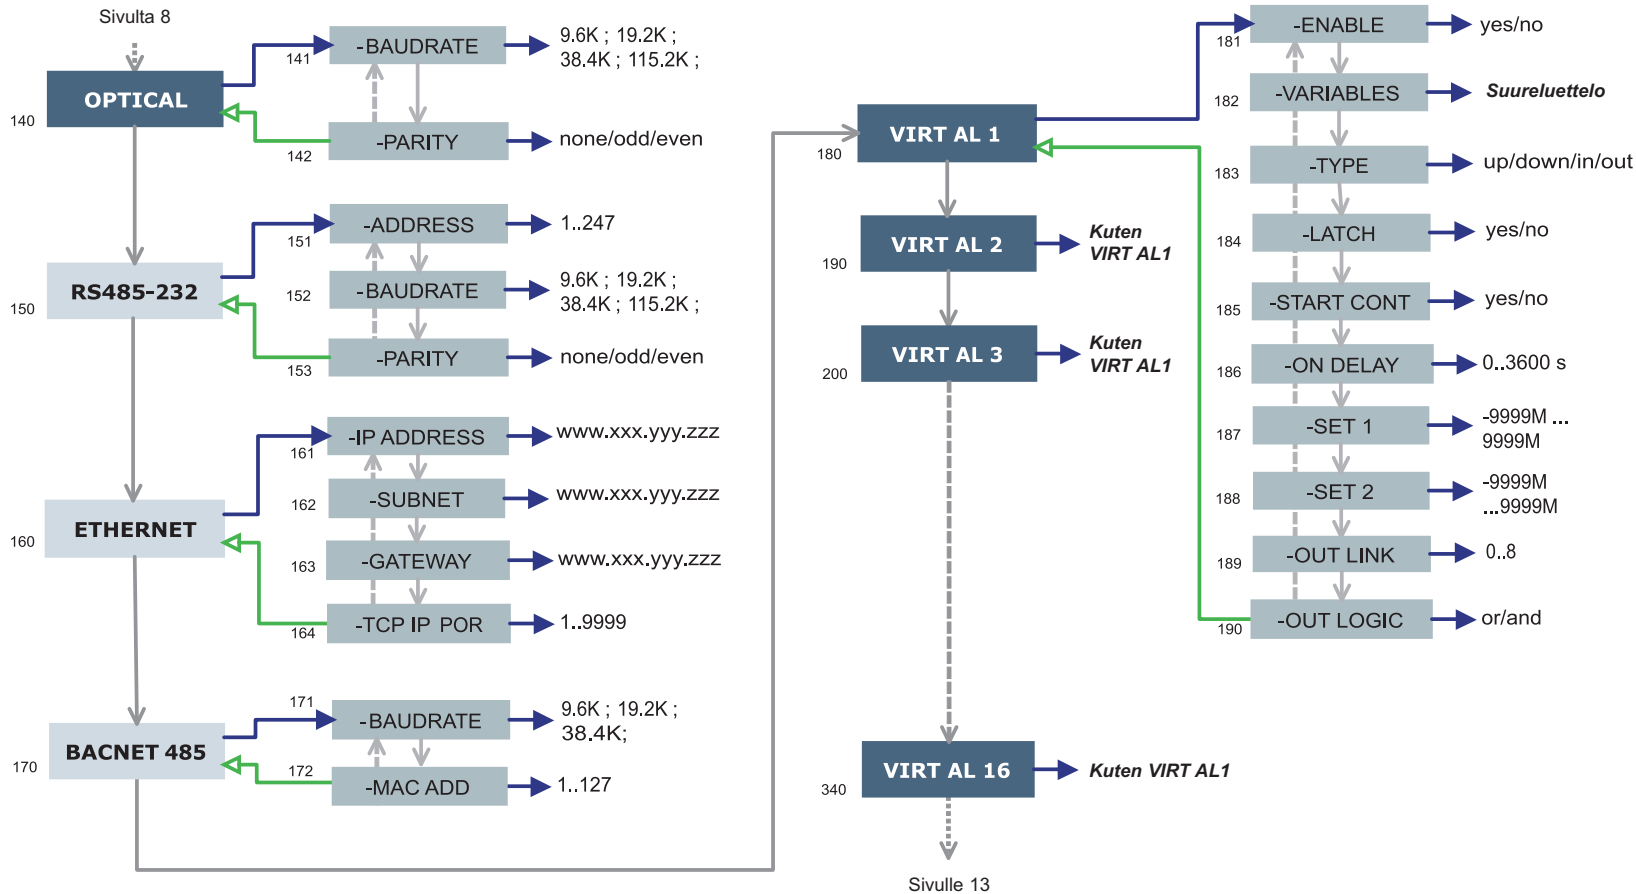 Sivulta 8
OPTICAL
140
141
-BAUDRATE
9.6K ; 19.2K ;
38.4K ; 115.2K ;
142
-PARITY
none/odd/even
RS485-232
150
151
-ADDRESS
1..247
152
-BAUDRATE
9.6K ; 19.2K ;
38.4K ; 115.2K ;
153
-PARITY
none/odd/even
ETHERNET
160
161
-IP ADDRESS
www.xxx.yyy.zzz
162
-SUBNET
www.xxx.yyy.zzz
163
-GATEWAY
www.xxx.yyy.zzz
164
-TCP IP POR
1..9999
BACNET 485
170
171
-BAUDRATE
9.6K ; 19.2K ;
38.4K;
172
-MAC ADD
1..127
VIRT AL 1
180
VIRT AL 2
190
Kuten
VIRT AL1
VIRT AL 3
200
Kuten
VIRT AL1
VIRT AL 16
340
Kuten VIRT AL1
Sivulle 13
181
-ENABLE
yes/no
182
-VARIABLES
Suureluettelo
183
-TYPE
up/down/in/out
184
-LATCH
yes/no
185
-START CONT
yes/no
186
-ON DELAY
0..3600 s
187
-SET 1
-9999M ...
9999M
188
-SET 2
-9999M
...9999M
189
-OUT LINK
0..8
190
-OUT LOGIC
or/and